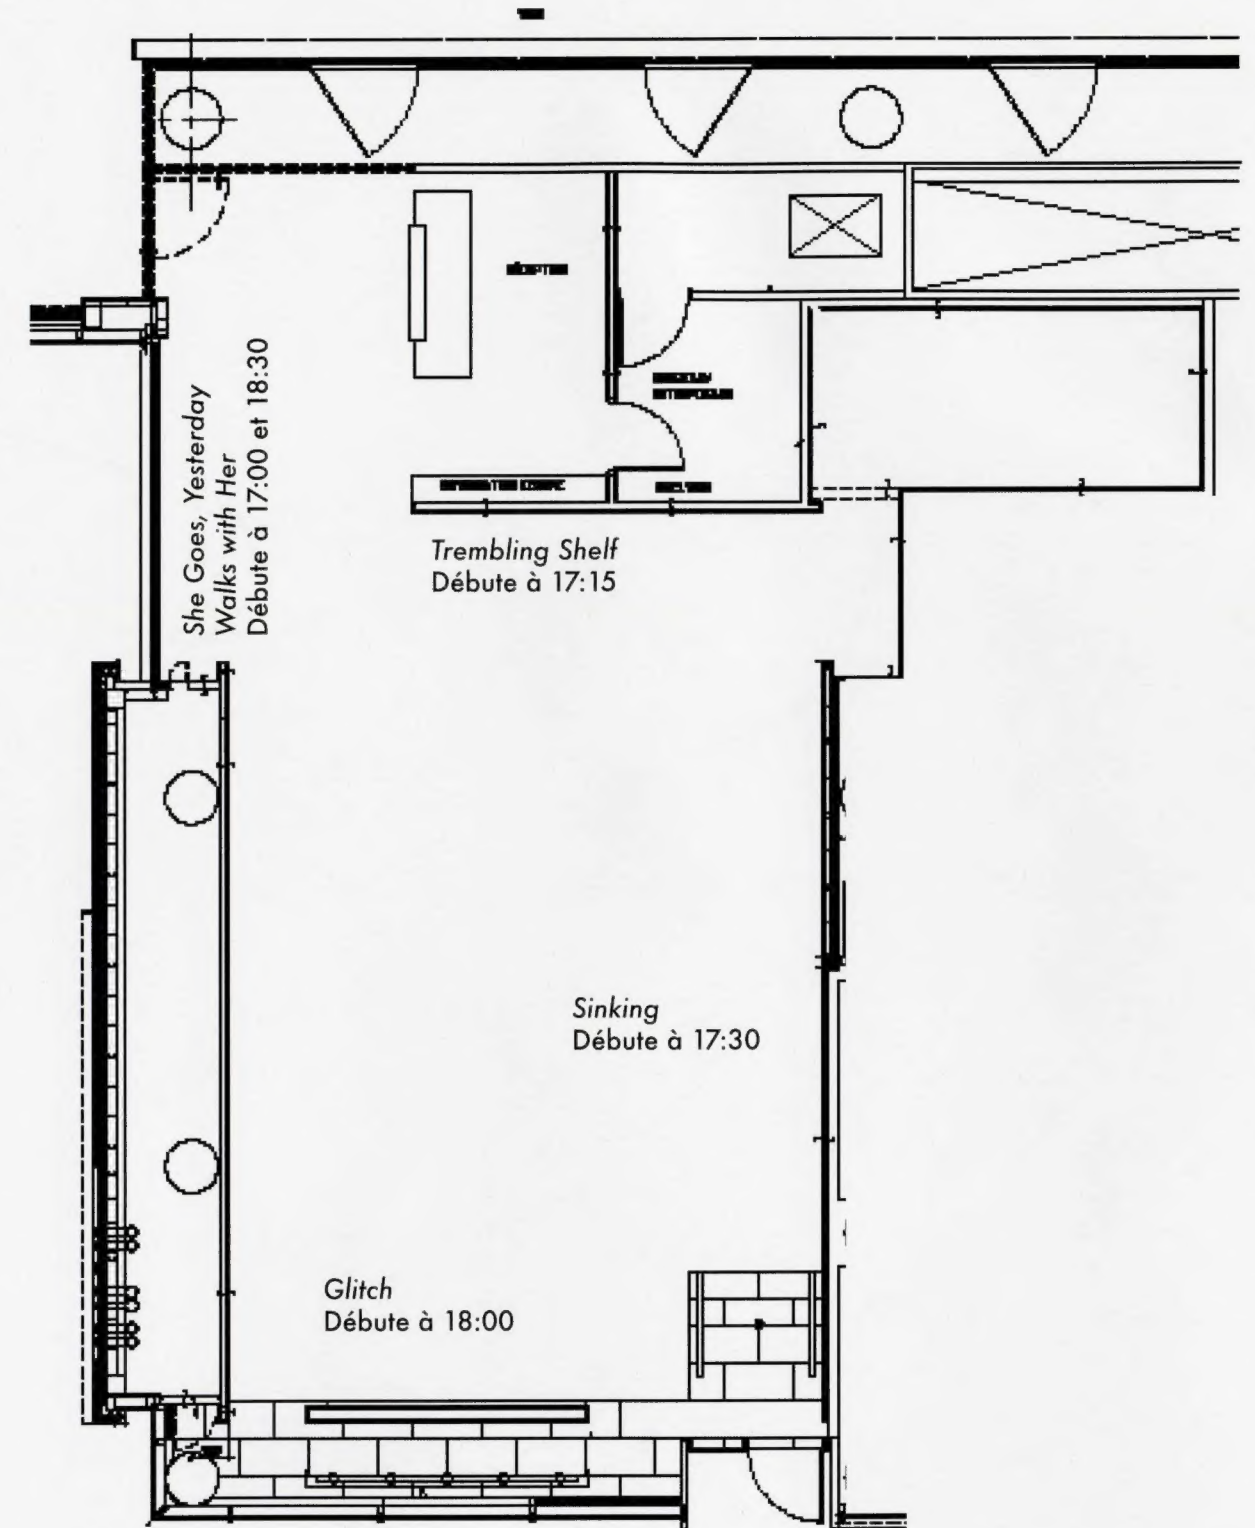 She Goes, Yesterday
Walks with Her
Débute à 17:00 et 18:30
Trembling Shelf
Débute à 17:15
Sinking
Débute à 17:30
Glitch
Débute à 18:00